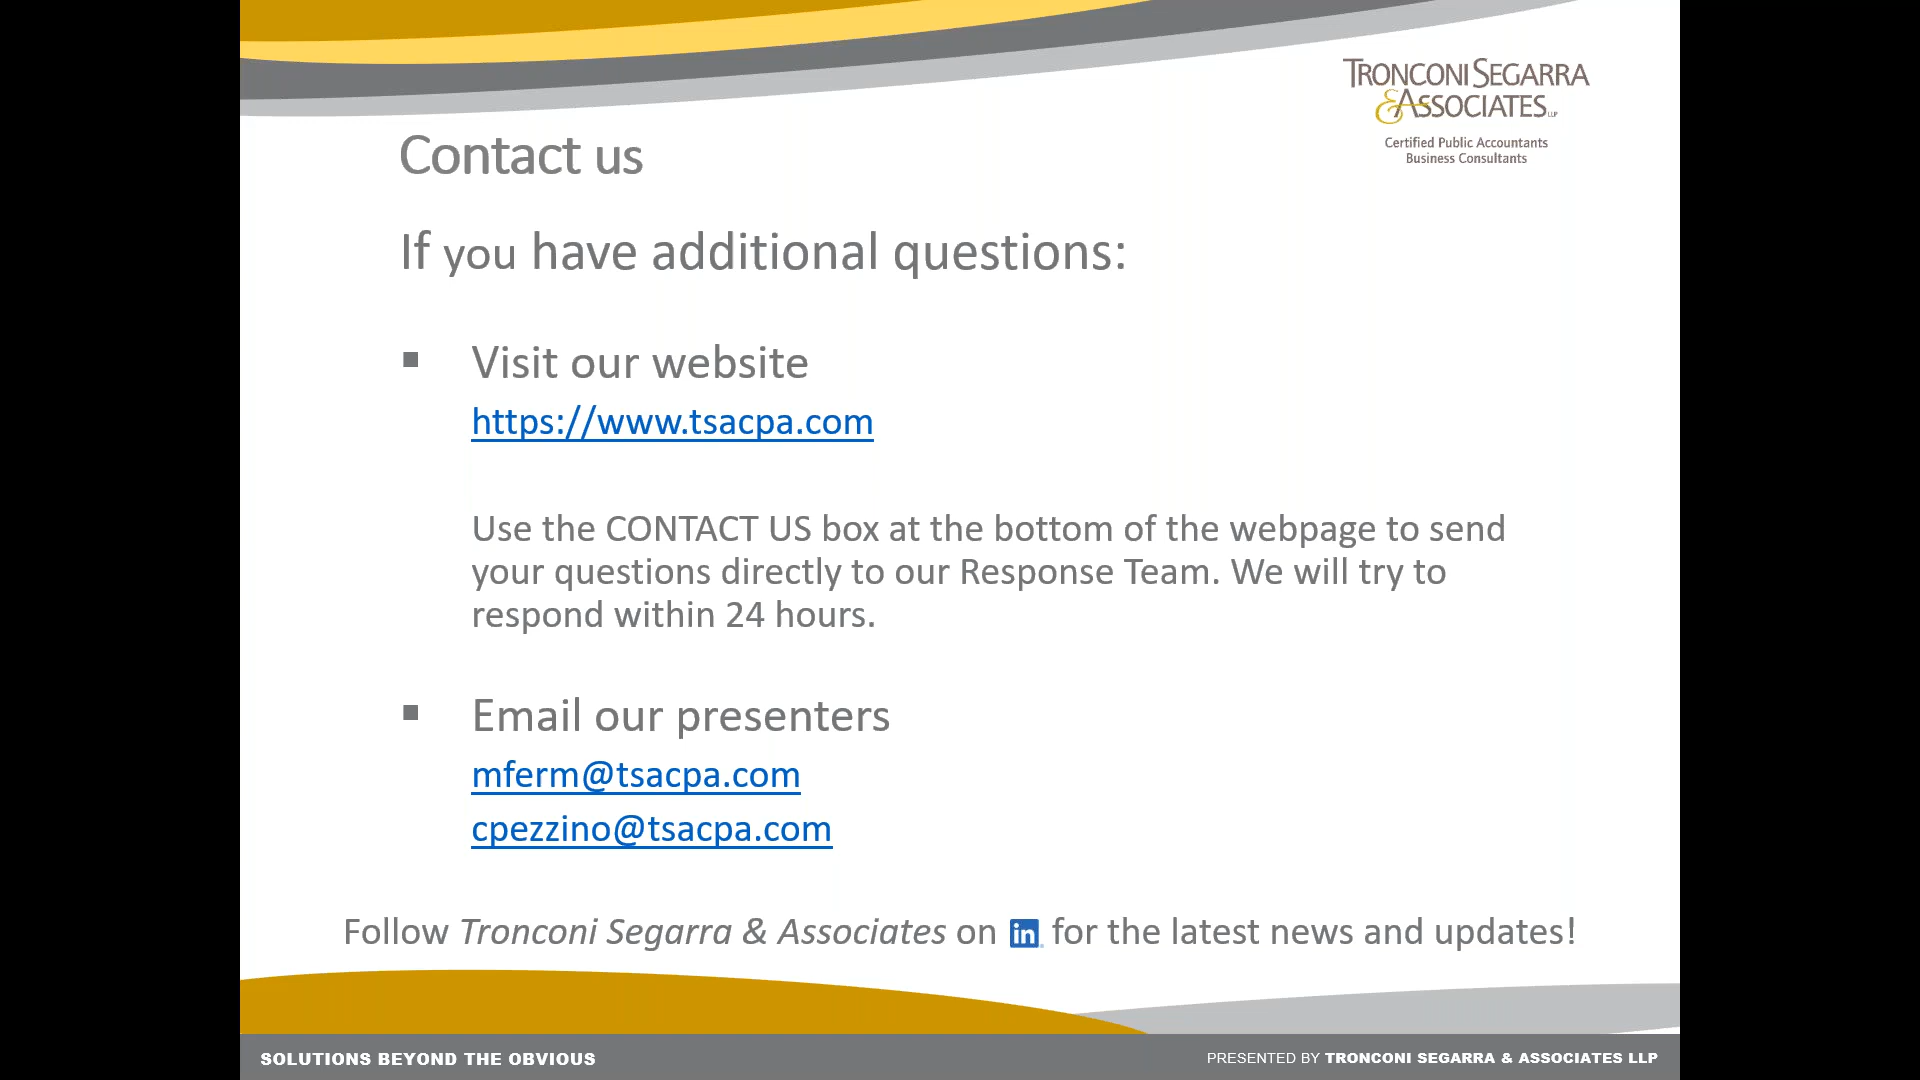 TRONCONI SEGARRA
& ASSOCIATES LLP
Certified Public Accountants
Business Consultants
Contact us
If you have additional questions:
▪ Visit our website
https://www.tsacpa.com
Use the CONTACT US box at the bottom of the webpage to send
your questions directly to our Response Team. We will try to
respond within 24 hours.
▪ Email our presenters
mferm@tsacpa.com
cpezzino@tsacpa.com
Follow Tronconi Segarra & Associates on in for the latest news and updates!
SOLUTIONS BEYOND THE OBVIOUS
PRESENTED BY TRONCONI SEGARRA & ASSOCIATES LLP